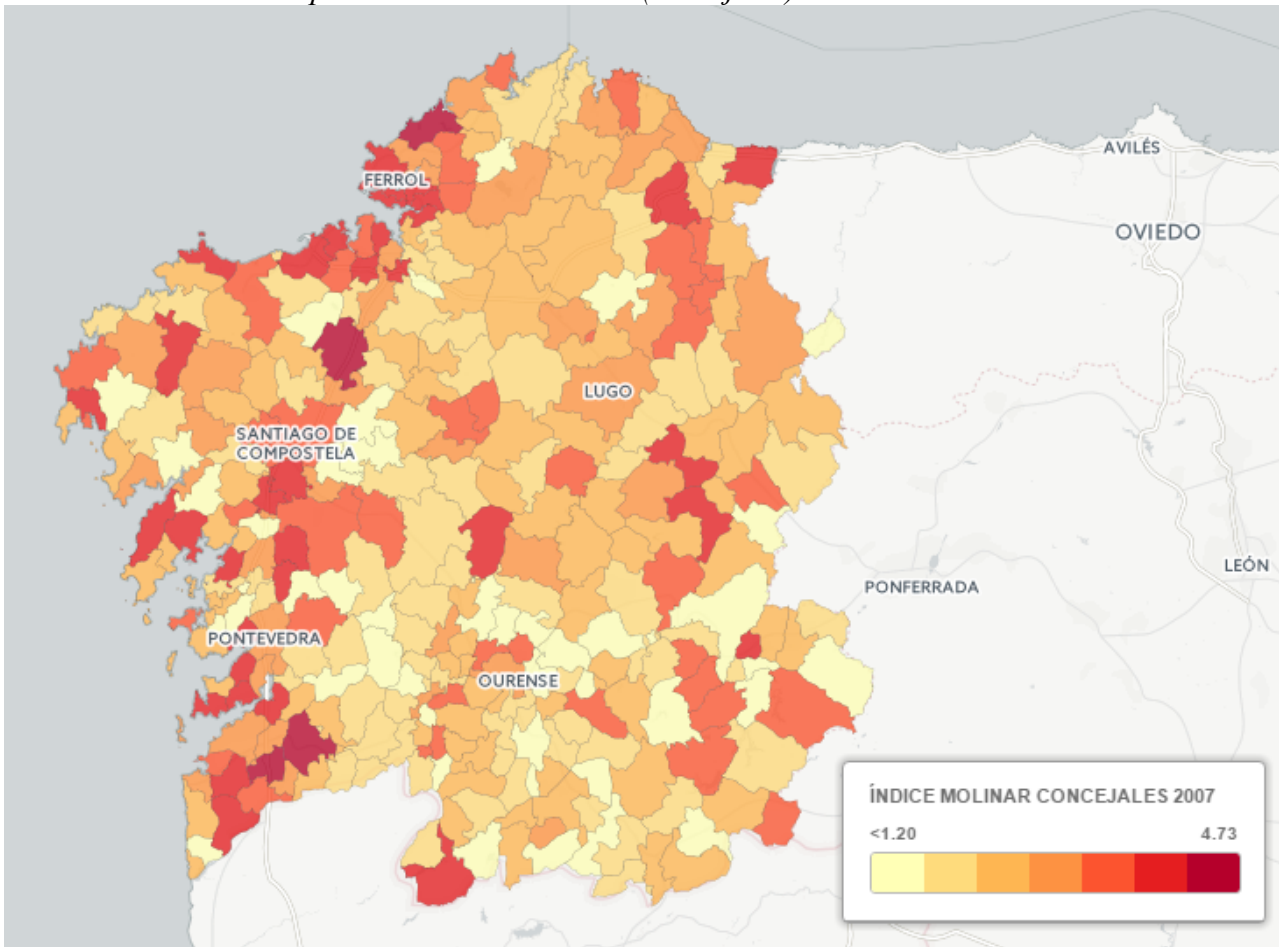 AVILÉS
FERROL
OVIEDO
LUGO
SANTIAGO DE
COMPOSTELA
LEÓN
PONFERRADA
PONTEVEDRA
OURENSE
ÍNDICE MOLINAR CONCEJALES 2007
<1.20 4.73